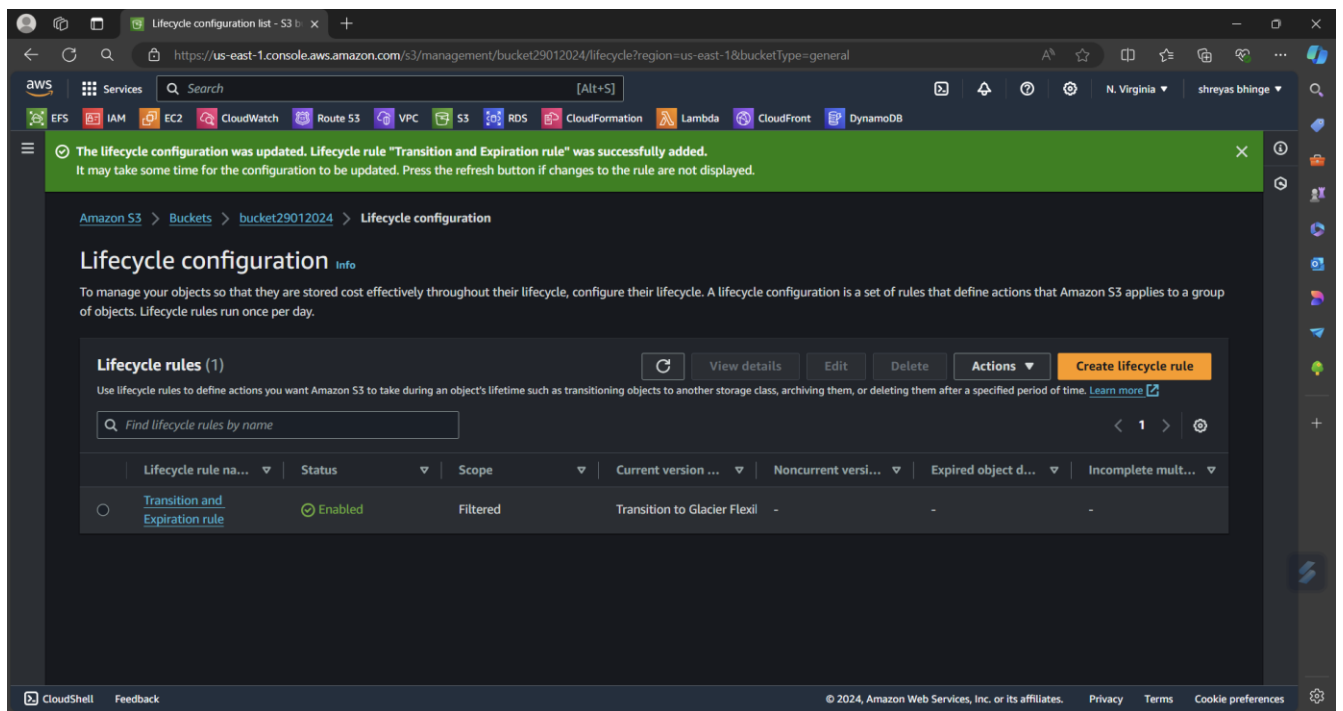 Lifecycle configuration list - S3 b
https://us-east-1.console.aws.amazon.com/s3/management/bucket29012024/lifecycle?region=us-east-1&bucketType=general
aws Services Search [Alt+S] N. Virginia ▼ shreyas bhinge ▼
EFS IAM EC2 CloudWatch Route 53 VPC S3 RDS CloudFormation Lambda CloudFront DynamoDB
The lifecycle configuration was updated. Lifecycle rule "Transition and Expiration rule" was successfully added.
It may take some time for the configuration to be updated. Press the refresh button if changes to the rule are not displayed.
Amazon S3 > Buckets > bucket29012024 > Lifecycle configuration
Lifecycle configuration Info
To manage your objects so that they are stored cost effectively throughout their lifecycle, configure their lifecycle. A lifecycle configuration is a set of rules that define actions that Amazon S3 applies to a group
of objects. Lifecycle rules run once per day.
Lifecycle rules (1) View details Edit Delete Actions ▼ Create lifecycle rule
Use lifecycle rules to define actions you want Amazon S3 to take during an object's lifetime such as transitioning objects to another storage class, archiving them, or deleting them after a specified period of time. Learn more
Find lifecycle rules by name < 1 >
Lifecycle rule na... Status Scope Current version ... Noncurrent versi... Expired object d... Incomplete mult...
Transition and
Expiration rule Enabled Filtered Transition to Glacier Flexil - - -
CloudShell Feedback © 2024, Amazon Web Services, Inc. or its affiliates. Privacy Terms Cookie preferences